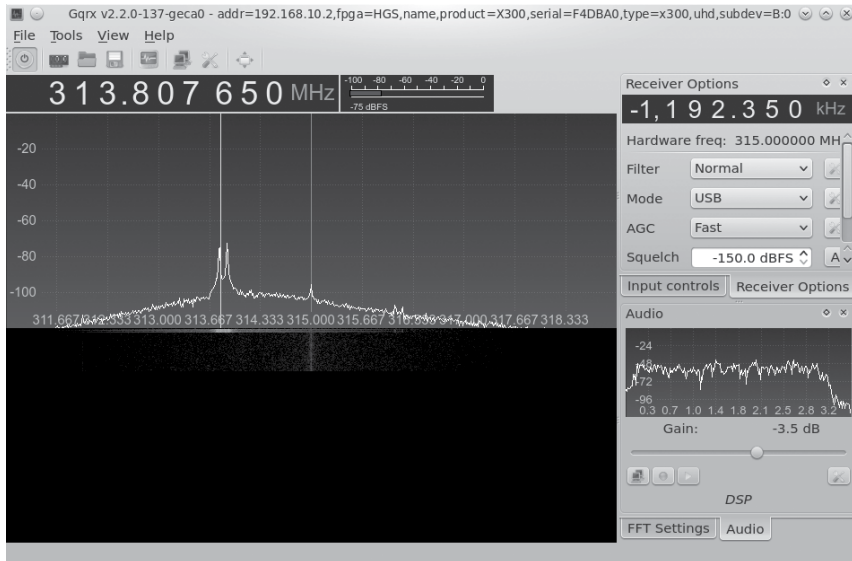 Gqrx v2.2.0-137-geca0 - addr=192.168.10.2,fpga=HGS,name,product=X300,serial=F4DBA0,type=x300,uhd,subdev=B:0
File Tools View Help
313.807 650 MHz
-100 -80 -60 -40 -20 0
-75 dBFS
-20
-40
-60
-80
-100
311.667 312.333 313.000 313.667 314.333 315.000 315.667 316.333 317.000 317.667 318.333
Receiver Options
-1,192.350 kHz
Hardware freq: 315.000000 MH
Filter Normal
Mode USB
AGC Fast
Squelch -150.0 dBFS A
Input controls Receiver Options
Audio
-24
-48
-72
-96
0.3 0.7 1.0 1.4 1.8 2.1 2.5 2.8 3.2
Gain: -3.5 dB
DSP
FFT Settings Audio